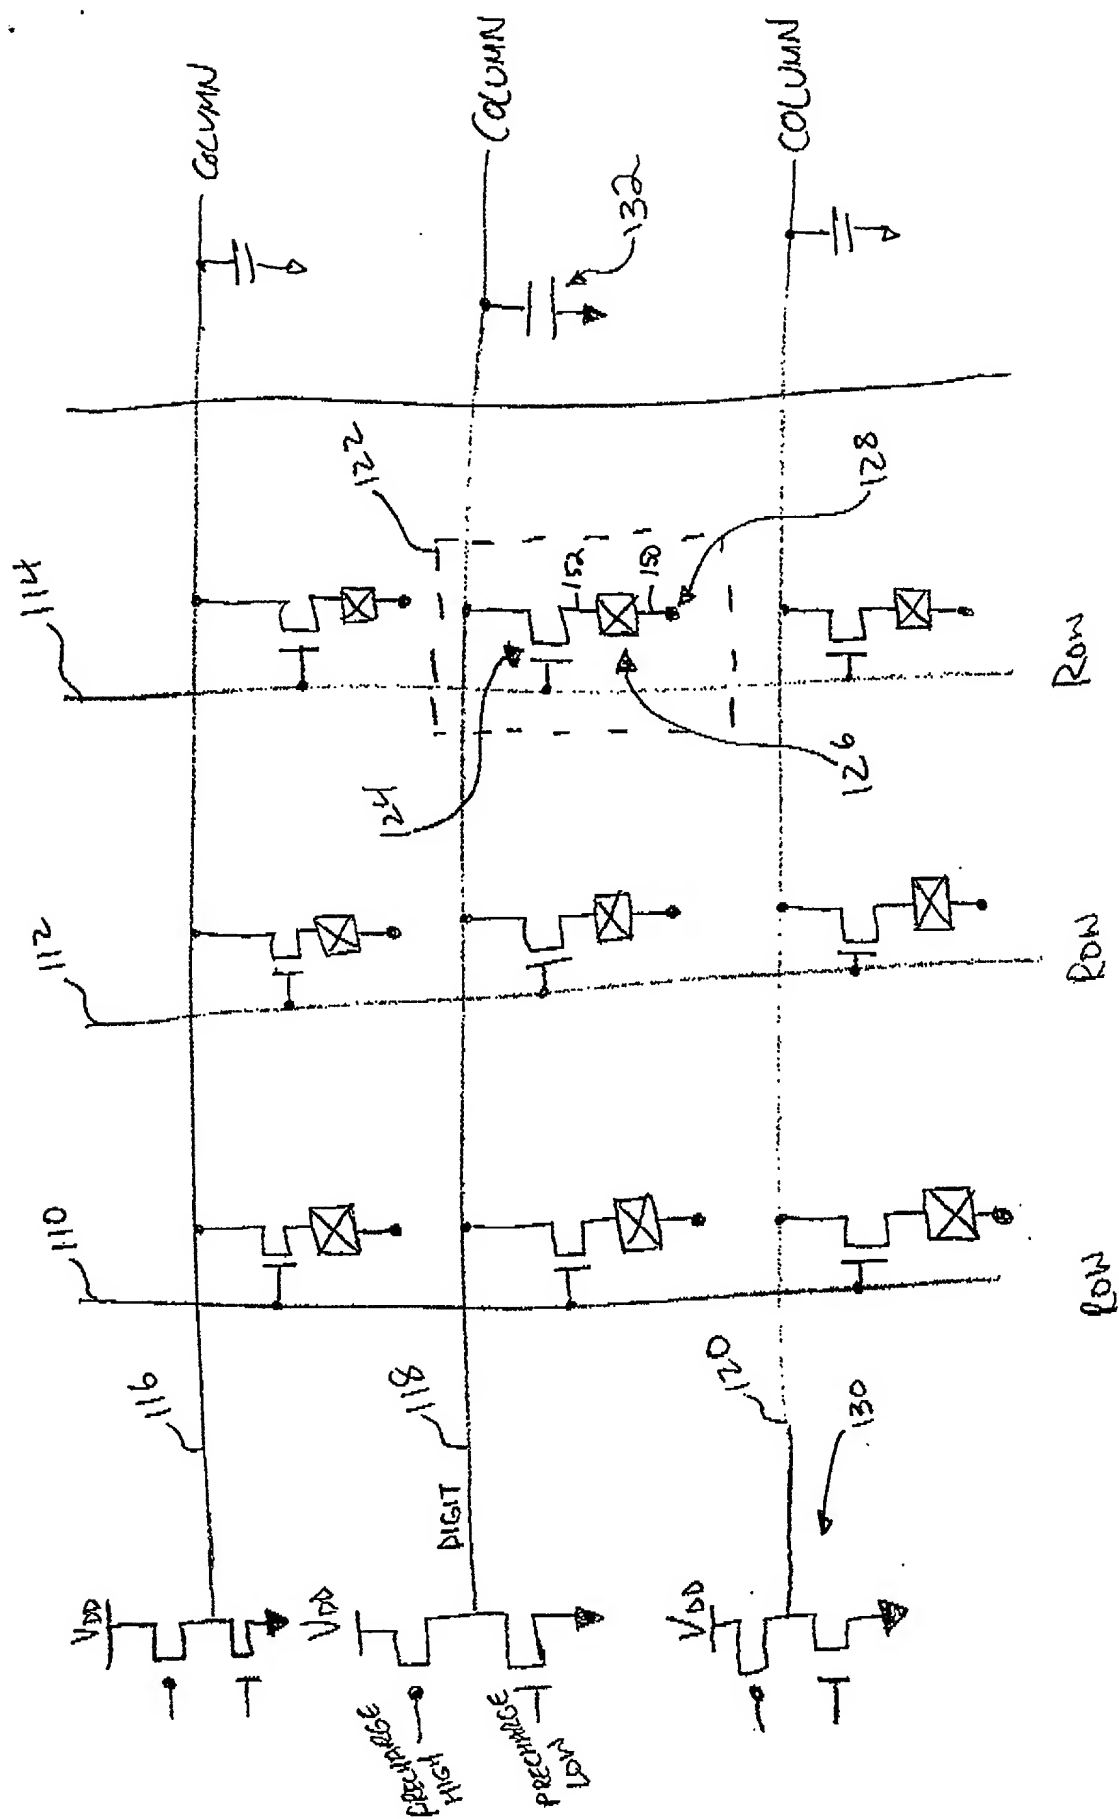 VDD
116
110
112
114
COLUMN
VDD
PRECHARGE
HIGH
PRECHARGE
LOW
DIGIT
118
124
122
152
150
132
COLUMN
VDD
120
130
126
128
COLUMN
ROW
ROW
ROW